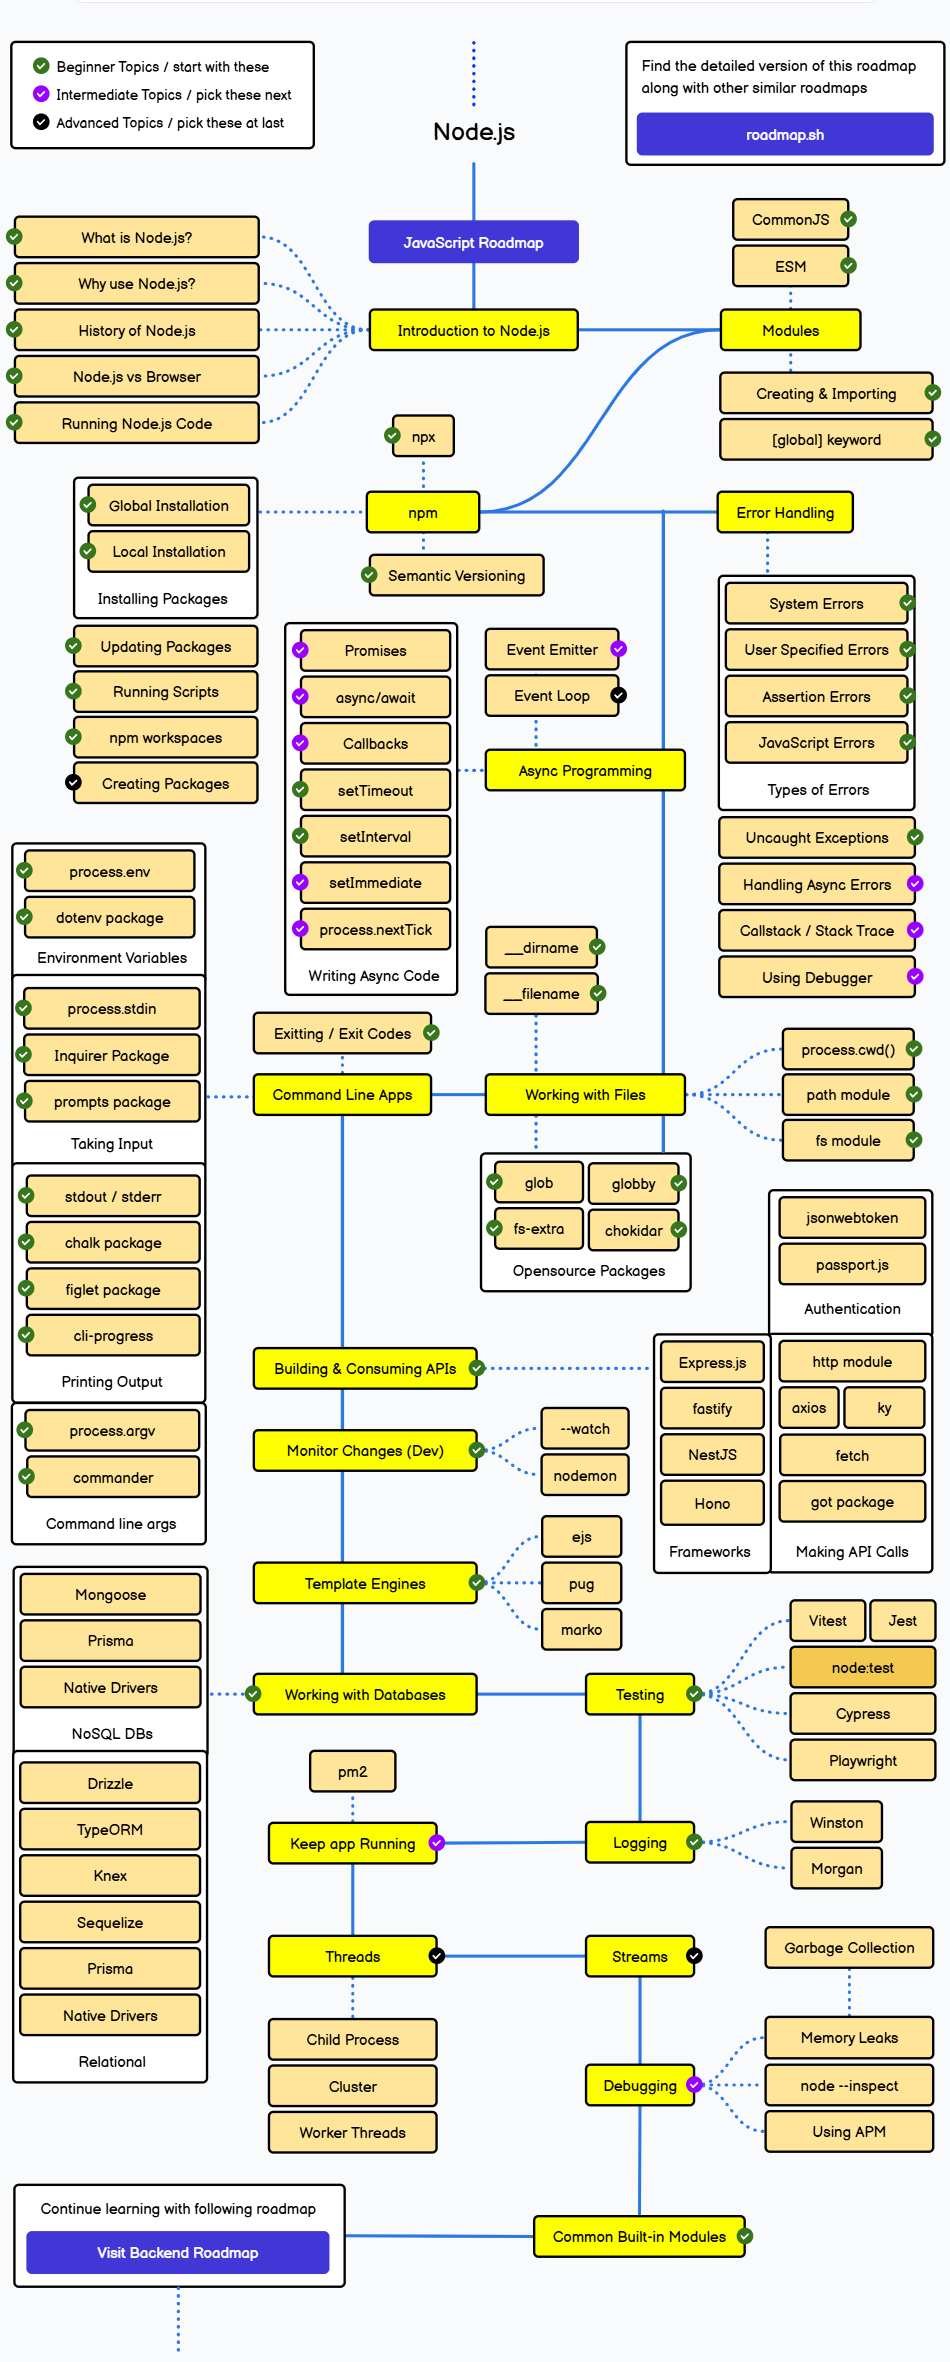 Beginner Topics / start with these
Intermediate Topics / pick these next
Advanced Topics / pick these at last
Node.js
Find the detailed version of this roadmap
along with other similar roadmaps
roadmap.sh
JavaScript Roadmap
What is Node.js?
Why use Node.js?
History of Node.js
Node.js vs Browser
Running Node.js Code
Introduction to Node.js
CommonJS
ESM
Modules
Creating & Importing
[global] keyword
npx
npm
Semantic Versioning
Global Installation
Local Installation
Installing Packages
Updating Packages
Running Scripts
npm workspaces
Creating Packages
Error Handling
System Errors
User Specified Errors
Assertion Errors
JavaScript Errors
Types of Errors
Uncaught Exceptions
Handling Async Errors
Callstack / Stack Trace
Using Debugger
Promises
async/await
Callbacks
setTimeout
setInterval
setImmediate
process.nextTick
Writing Async Code
Event Emitter
Event Loop
Async Programming
process.env
dotenv package
Environment Variables
process.stdin
Inquirer Package
prompts package
Taking Input
stdout / stderr
chalk package
figlet package
cli-progress
Printing Output
process.argv
commander
Command line args
Exitting / Exit Codes
Command Line Apps
__dirname
__filename
Working with Files
process.cwd()
path module
fs module
glob
globby
fs-extra
chokidar
Opensource Packages
jsonwebtoken
passport.js
Authentication
Building & Consuming APIs
Express.js
fastify
NestJS
Hono
Frameworks
http module
axios
ky
fetch
got package
Making API Calls
Monitor Changes (Dev)
--watch
nodemon
Template Engines
ejs
pug
marko
Mongoose
Prisma
Native Drivers
NoSQL DBs
Drizzle
TypeORM
Knex
Sequelize
Prisma
Native Drivers
Relational
Working with Databases
Testing
Vitest
Jest
node:test
Cypress
Playwright
pm2
Keep app Running
Logging
Winston
Morgan
Threads
Streams
Child Process
Cluster
Worker Threads
Garbage Collection
Memory Leaks
Debugging
node --inspect
Using APM
Continue learning with following roadmap
Visit Backend Roadmap
Common Built-in Modules